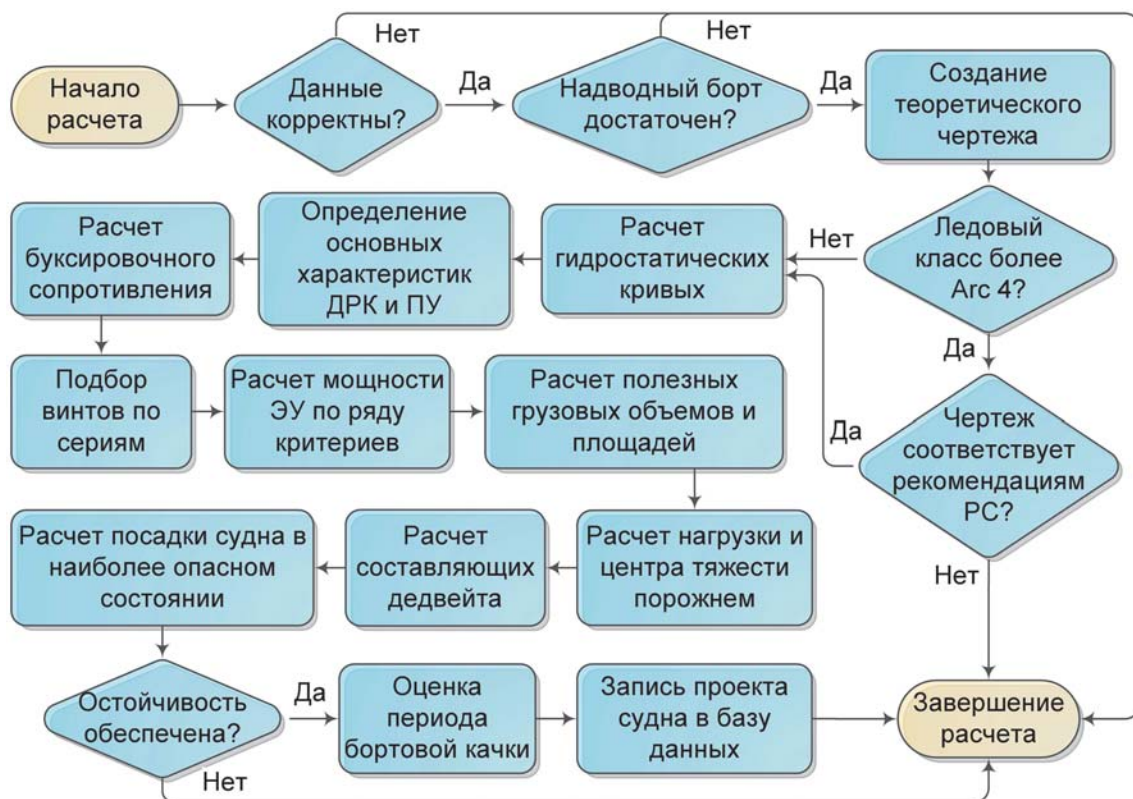 Начало
расчета
Данные
корректны?
Нет
Да
Надводный борт
достаточен?
Нет
Да
Создание
теоретического
чертежа
Ледовый
класс более
Arc 4?
Нет
Да
Чертеж
соответствует
рекомендациям
РС?
Да
Нет
Расчет
гидростатических
кривых
Определение
основных
характеристик
ДРК и ПУ
Расчет
буксировочного
сопротивления
Подбор
винтов по
сериям
Расчет мощности
ЭУ по ряду
критериев
Расчет полезных
грузовых объемов и
площадей
Расчет нагрузки и
центра тяжести
порожнем
Расчет
составляющих
дедвейта
Расчет посадки судна в
наиболее опасном
состоянии
Остойчивость
обеспечена?
Да
Нет
Оценка
периода
бортовой качки
Запись проекта
судна в базу
данных
Завершение
расчета